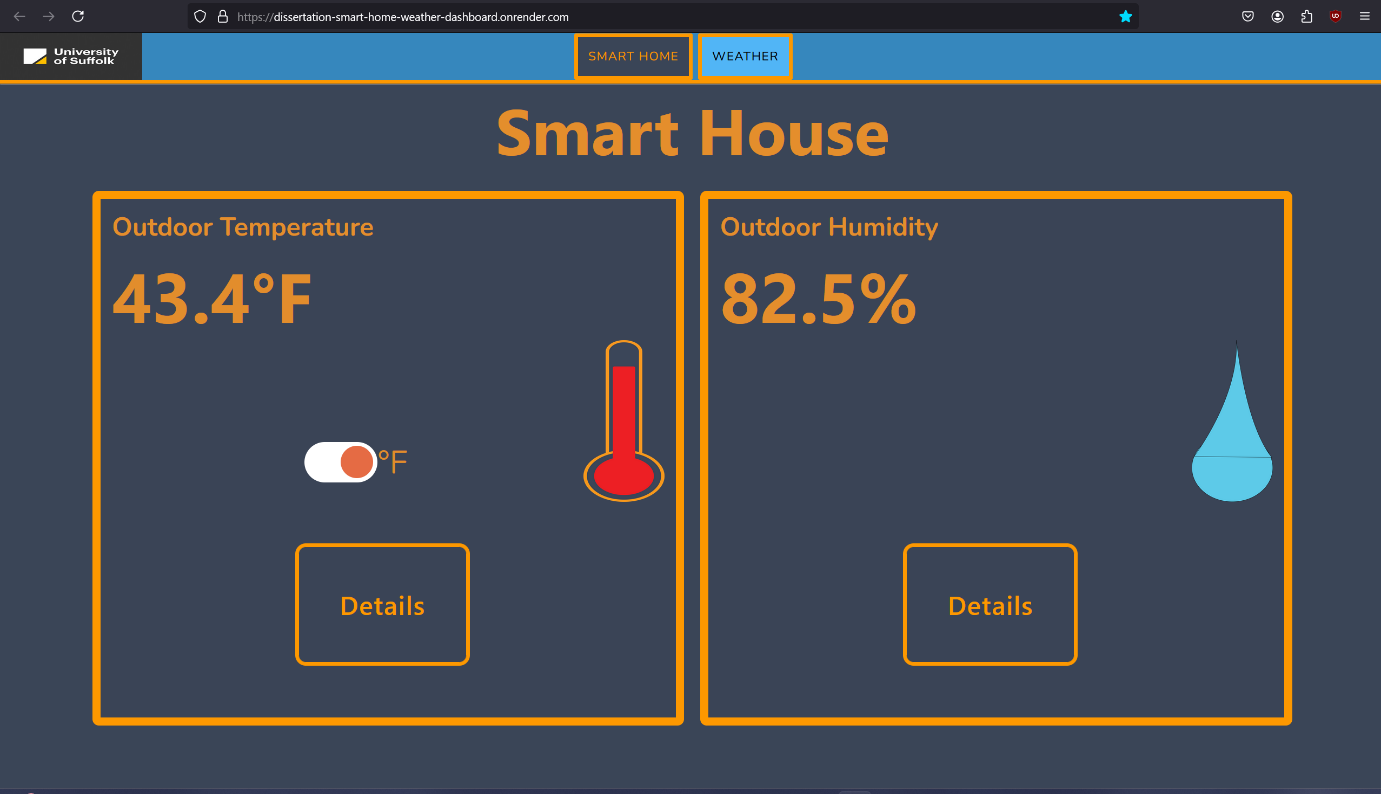 https://dissertation-smart-home-weather-dashboard.onrender.com
University
of Suffolk
SMART HOME
WEATHER
Smart House
Outdoor Temperature
43.4°F
°F
Details
Outdoor Humidity
82.5%
Details